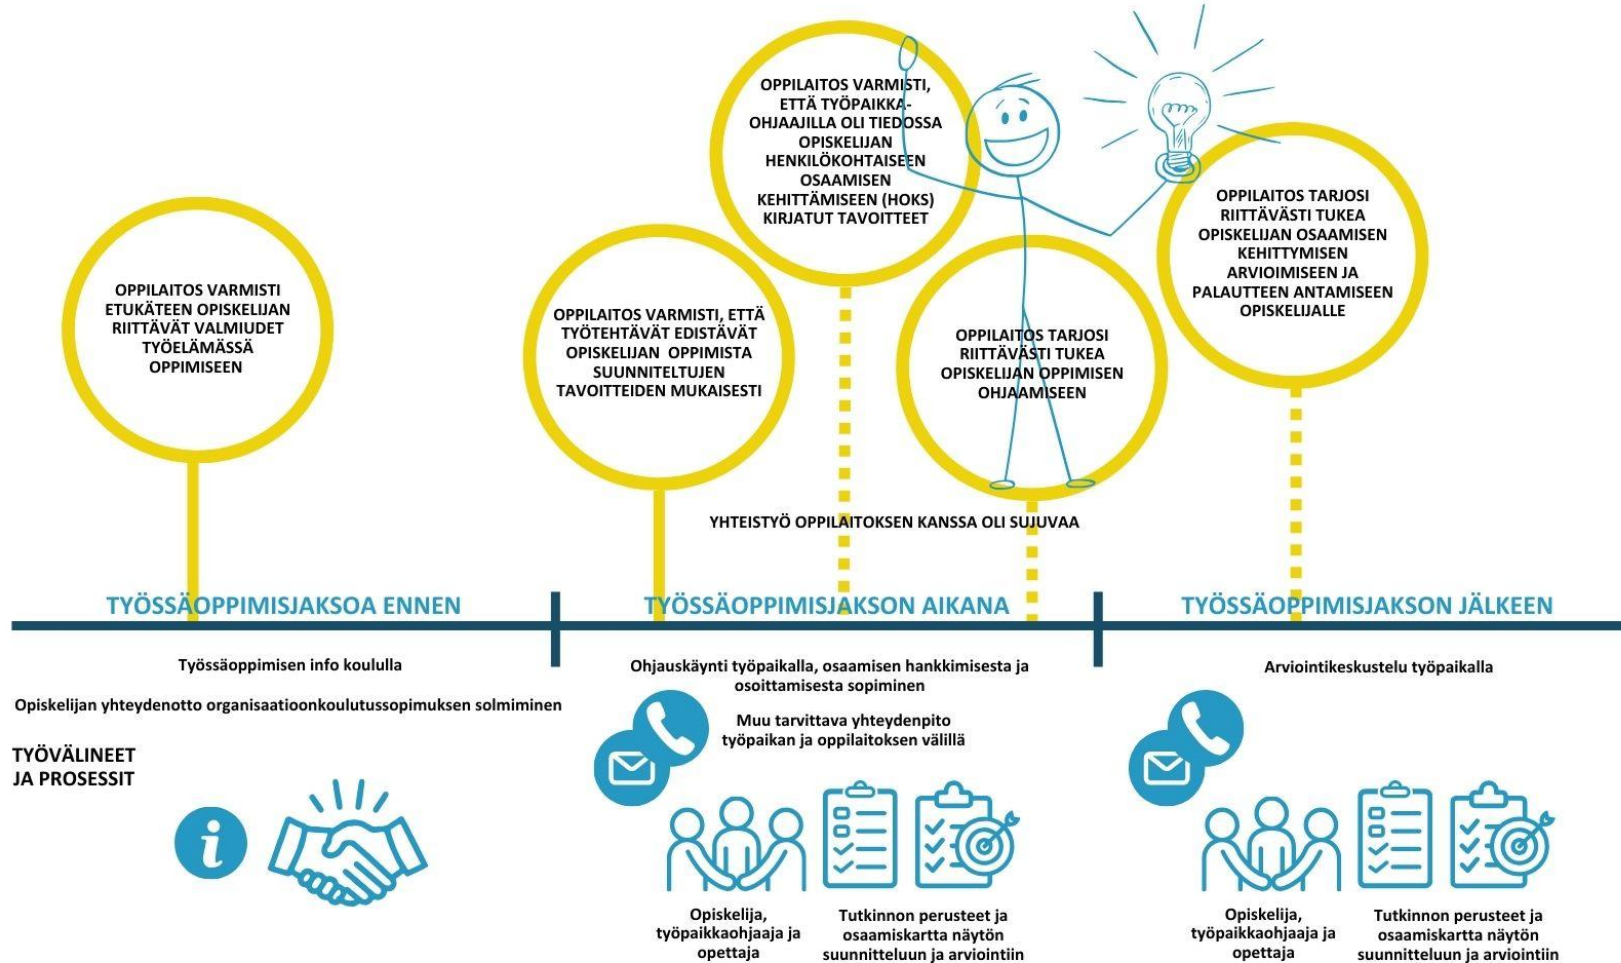 OPPILAITOS VARMISTI
ETUKÄTEEN OPISKELIJAN
RIITTÄVÄT VALMIUDET
TYÖELÄMÄSSÄ
OPPIMISEEN
OPPILAITOS VARMISTI, ETTÄ
TYÖTEHTÄVÄT EDISTÄVÄT
OPISKELIJAN OPPIMISTA
SUUNNITELTUJEN
TAVOITTEIDEN MUKAISESTI
OPPILAITOS VARMISTI,
ETTÄ TYÖPAIKKA-
OHJAAJILLA OLI TIEDOSSA
OPISKELIJAN
HENKILÖKOHTAISEEN
OSAAMISEN
KEHITTÄMISEEN (HOKS)
KIRJATUT TAVOITTEET
OPPILAITOS TARJOSI
RIITTÄVÄSTI TUKEA
OPISKELIJAN OPPIMISEN
OHJAAMISEEN
OPPILAITOS TARJOSI
RIITTÄVÄSTI TUKEA
OPISKELIJAN OSAAMISEN
KEHITTYMISEN
ARVIOIMISEEN JA
PALAUTTEEN ANTAMISEEN
OPISKELIJALLE
YHTEISTYÖ OPPILAITOKSEN KANSSA OLI SUJUVAA
TYÖSSÄOPPIMISJAKSOA ENNEN
TYÖSSÄOPPIMISJAKSON AIKANA
TYÖSSÄOPPIMISJAKSON JÄLKEEN
Työssäoppimisen info koululla
Opiskelijan yhteydenotto organisaatioonkoulutussopimuksen solmiminen
TYÖVÄLINEET
JA PROSESSIT
i
Ohjauskäynti työpaikalla, osaamisen hankkimisesta ja
osoittamisesta sopiminen
Muu tarvittava yhteydenpito
työpaikan ja oppilaitoksen välillä
Opiskelija,
työpaikkaohjaaja ja
opettaja
Tutkinnon perusteet ja
osaamiskartta näytön
suunnitteluun ja arviointiin
Arviointikeskustelu työpaikalla
Opiskelija,
työpaikkaohjaaja ja
opettaja
Tutkinnon perusteet ja
osaamiskartta näytön
suunnitteluun ja arviointiin